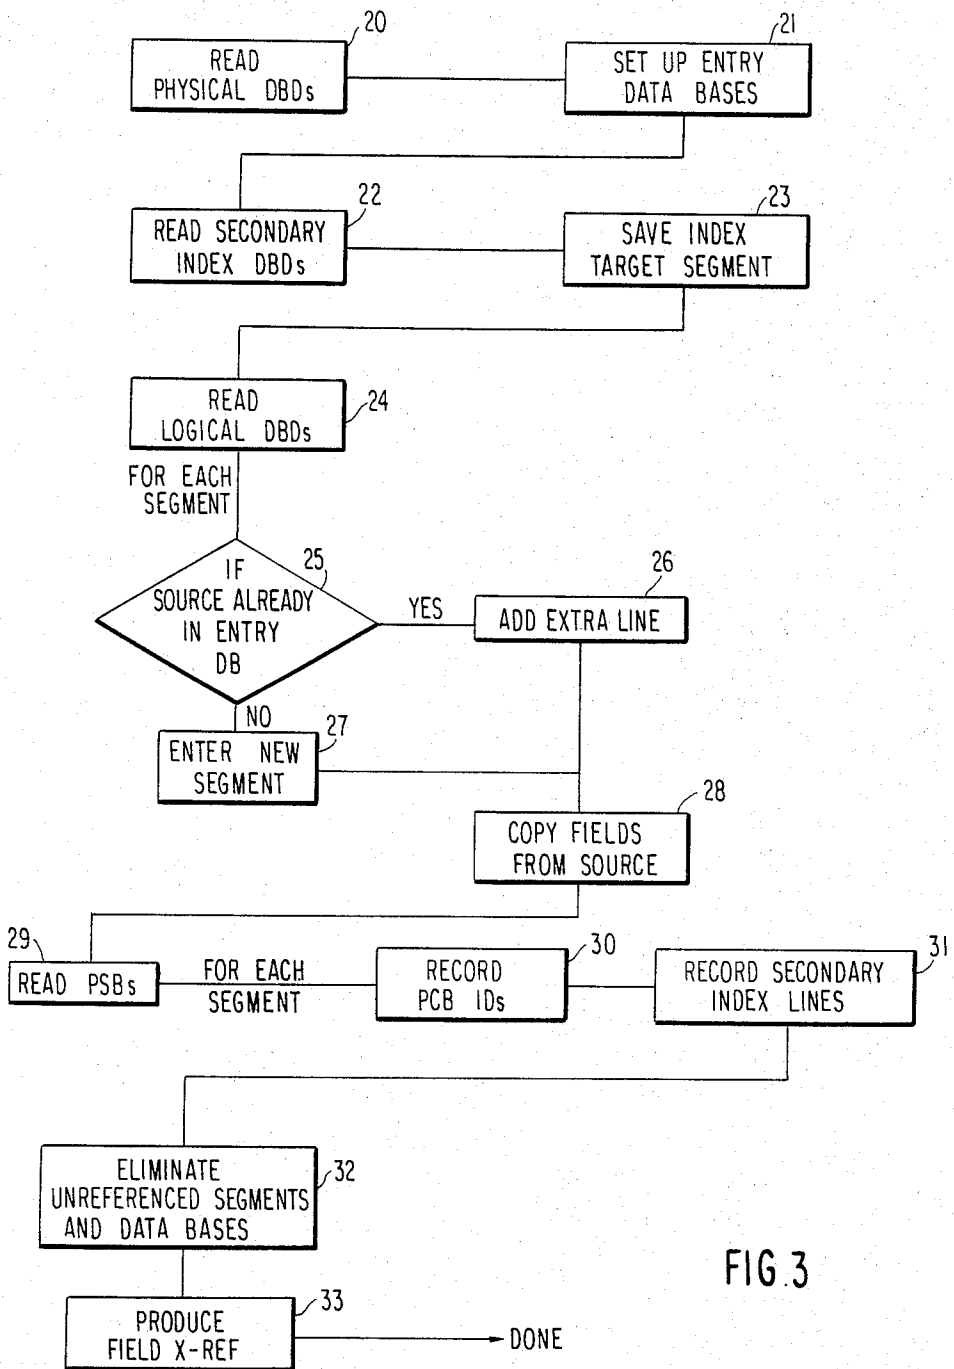 20
READ
PHYSICAL DBDs
21
SET UP ENTRY
DATA BASES
22
READ SECONDARY
INDEX DBDs
23
SAVE INDEX
TARGET SEGMENT
READ
LOGICAL DBDs
24
FOR EACH
SEGMENT
IF
SOURCE ALREADY
IN ENTRY
DB
25
YES
26
ADD EXTRA LINE
NO
27
ENTER NEW
SEGMENT
28
COPY FIELDS
FROM SOURCE
29
READ PSBs
FOR EACH
SEGMENT
30
RECORD
PCB IDs
31
RECORD SECONDARY
INDEX LINES
ELIMINATE
UNREFERENCED SEGMENTS
AND DATA BASES
32
33
PRODUCE
FIELD X-REF
DONE
FIG.3